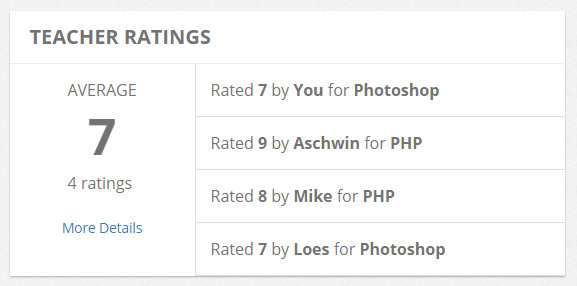 TEACHER RATINGS
AVERAGE
7
4 ratings
More Details
Rated 7 by You for Photoshop
Rated 9 by Aschwin for PHP
Rated 8 by Mike for PHP
Rated 7 by Loes for Photoshop